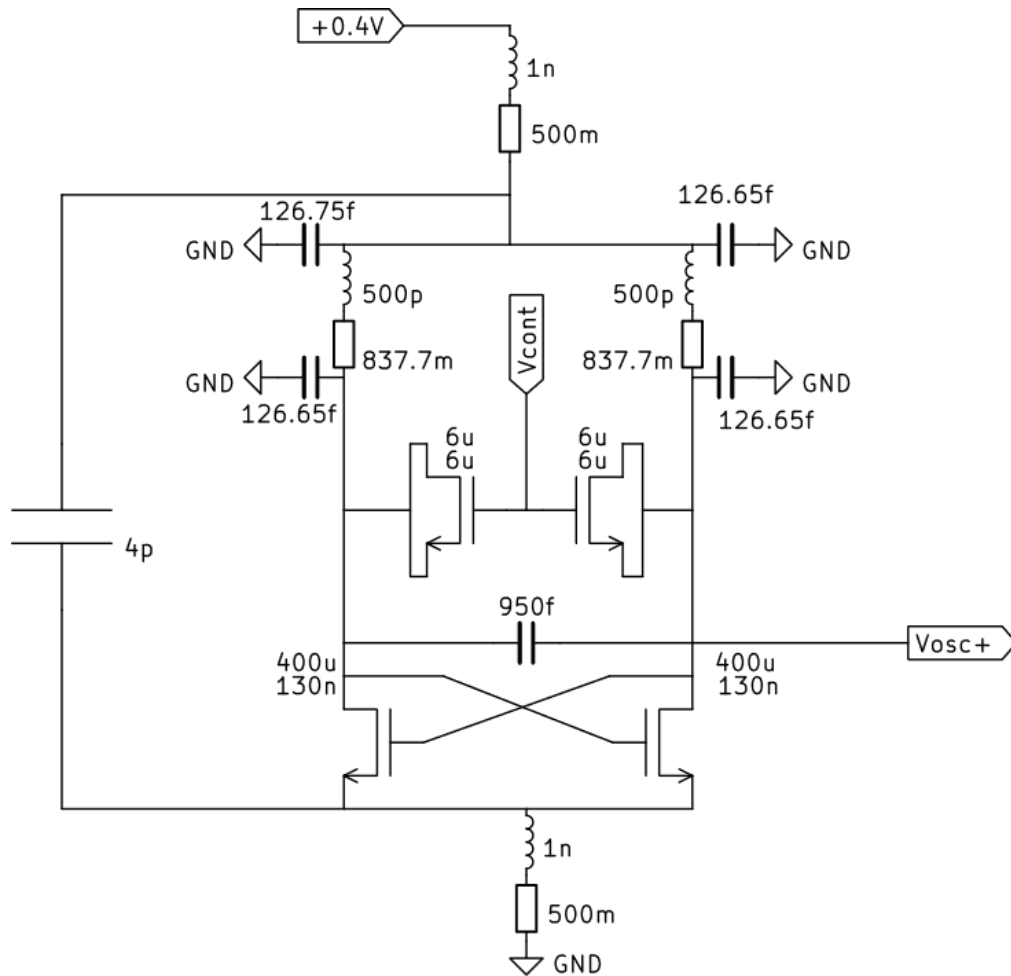 +0.4V
1n
500m
126.75f
126.65f
GND
GND
500p
500p
Vcont
837.7m
837.7m
GND
GND
126.65f
126.65f
6u
6u
6u
6u
4p
950f
Vosc+
400u
130n
400u
130n
1n
500m
GND